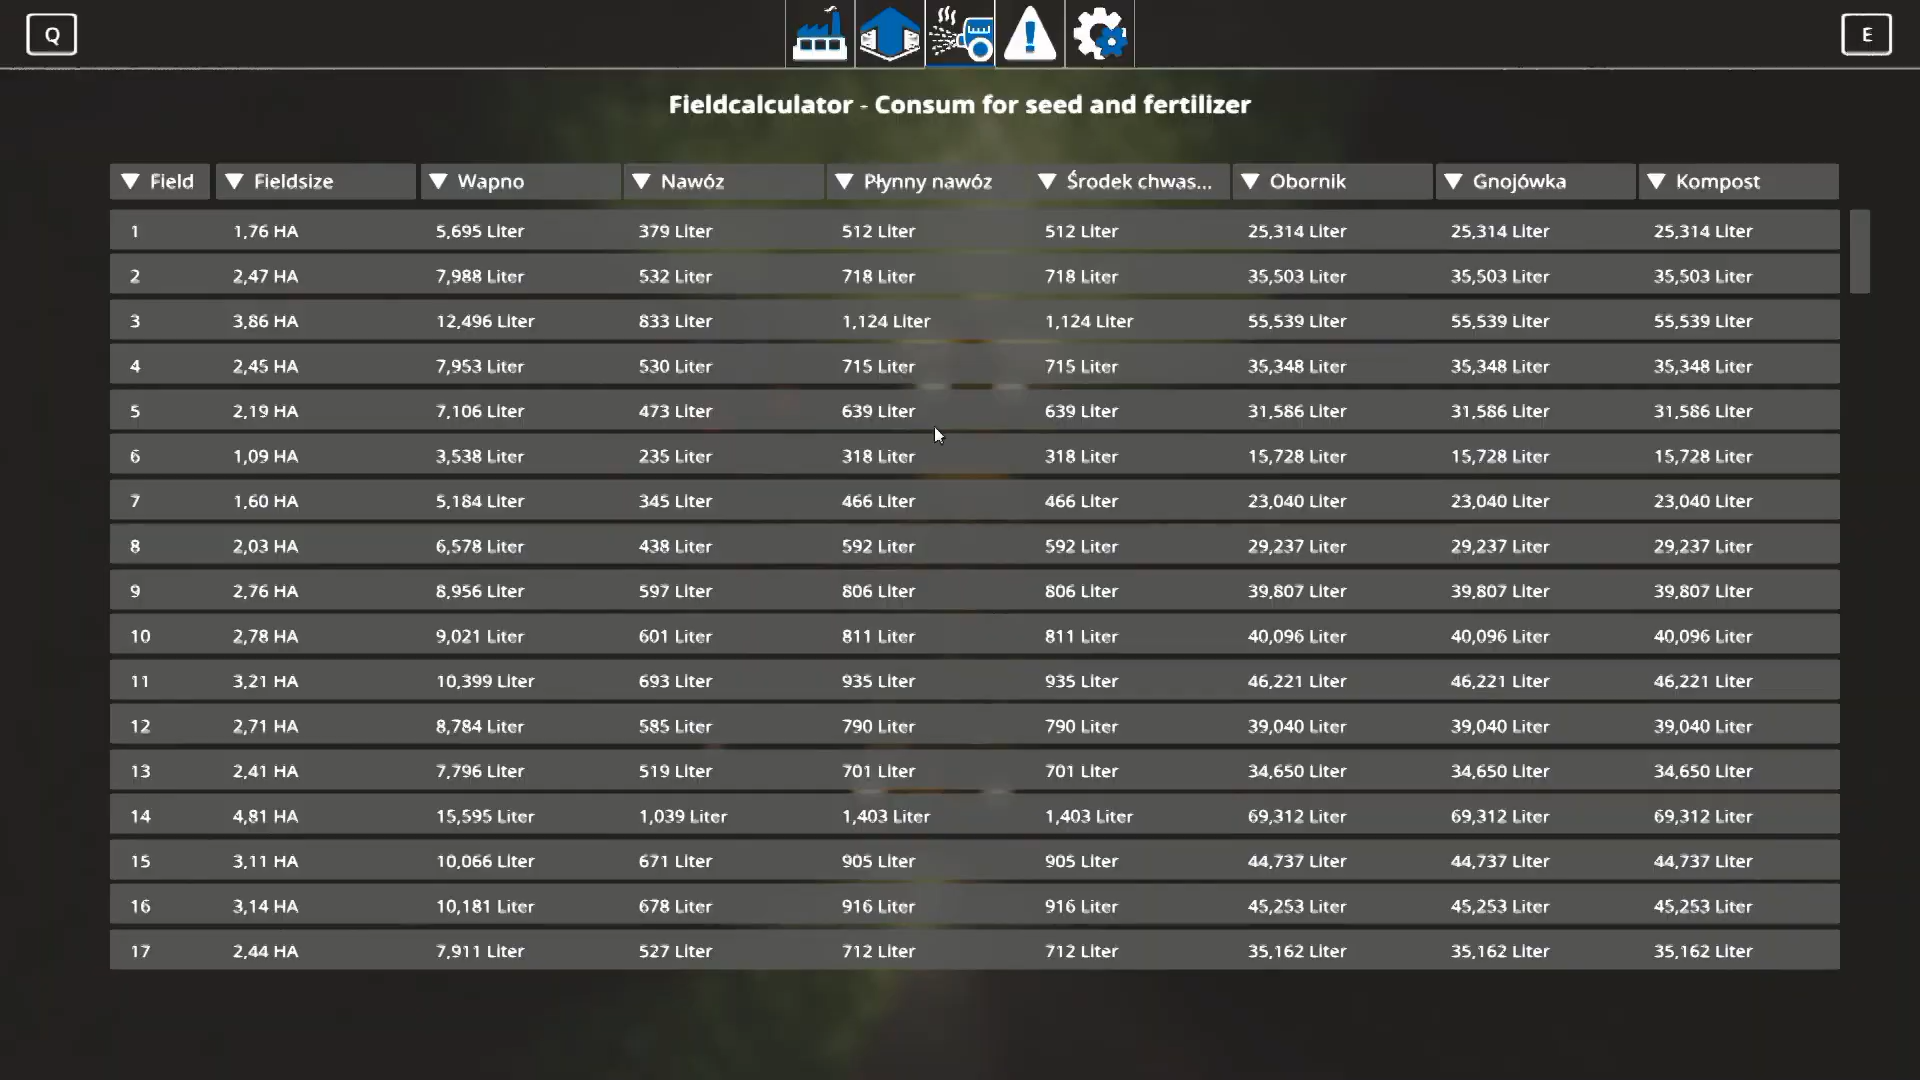 Q
E
Fieldcalculator - Consum for seed and fertilizer
Field Fieldsize Wapno Nawóz Płynny nawóz Środek chwas... Obornik Gnojówka Kompost
1 1,76 HA 5,695 Liter 379 Liter 512 Liter 512 Liter 25,314 Liter 25,314 Liter 25,314 Liter
2 2,47 HA 7,988 Liter 532 Liter 718 Liter 718 Liter 35,503 Liter 35,503 Liter 35,503 Liter
3 3,86 HA 12,496 Liter 833 Liter 1,124 Liter 1,124 Liter 55,539 Liter 55,539 Liter 55,539 Liter
4 2,45 HA 7,953 Liter 530 Liter 715 Liter 715 Liter 35,348 Liter 35,348 Liter 35,348 Liter
5 2,19 HA 7,106 Liter 473 Liter 639 Liter 639 Liter 31,586 Liter 31,586 Liter 31,586 Liter
6 1,09 HA 3,538 Liter 235 Liter 318 Liter 318 Liter 15,728 Liter 15,728 Liter 15,728 Liter
7 1,60 HA 5,184 Liter 345 Liter 466 Liter 466 Liter 23,040 Liter 23,040 Liter 23,040 Liter
8 2,03 HA 6,578 Liter 438 Liter 592 Liter 592 Liter 29,237 Liter 29,237 Liter 29,237 Liter
9 2,76 HA 8,956 Liter 597 Liter 806 Liter 806 Liter 39,807 Liter 39,807 Liter 39,807 Liter
10 2,78 HA 9,021 Liter 601 Liter 811 Liter 811 Liter 40,096 Liter 40,096 Liter 40,096 Liter
11 3,21 HA 10,399 Liter 693 Liter 935 Liter 935 Liter 46,221 Liter 46,221 Liter 46,221 Liter
12 2,71 HA 8,784 Liter 585 Liter 790 Liter 790 Liter 39,040 Liter 39,040 Liter 39,040 Liter
13 2,41 HA 7,796 Liter 519 Liter 701 Liter 701 Liter 34,650 Liter 34,650 Liter 34,650 Liter
14 4,81 HA 15,595 Liter 1,039 Liter 1,403 Liter 1,403 Liter 69,312 Liter 69,312 Liter 69,312 Liter
15 3,11 HA 10,066 Liter 671 Liter 905 Liter 905 Liter 44,737 Liter 44,737 Liter 44,737 Liter
16 3,14 HA 10,181 Liter 678 Liter 916 Liter 916 Liter 45,253 Liter 45,253 Liter 45,253 Liter
17 2,44 HA 7,911 Liter 527 Liter 712 Liter 712 Liter 35,162 Liter 35,162 Liter 35,162 Liter